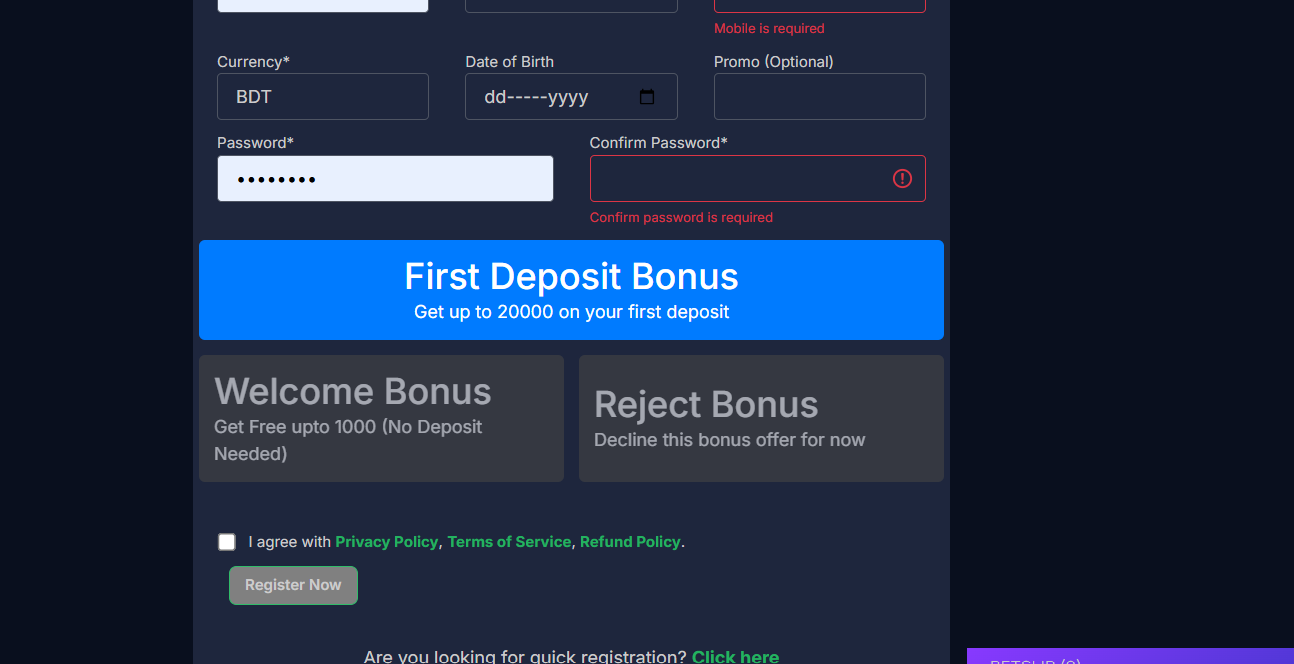 Mobile is required
Currency* Date of Birth Promo (Optional)
BDT dd-----yyyy
Password* Confirm Password*
••••••••
Confirm password is required
First Deposit Bonus
Get up to 20000 on your first deposit
Welcome Bonus
Get Free upto 1000 (No Deposit
Needed)
Reject Bonus
Decline this bonus offer for now
I agree with Privacy Policy, Terms of Service, Refund Policy.
Register Now
Are you looking for quick registration? Click here
BETSLIP (0)